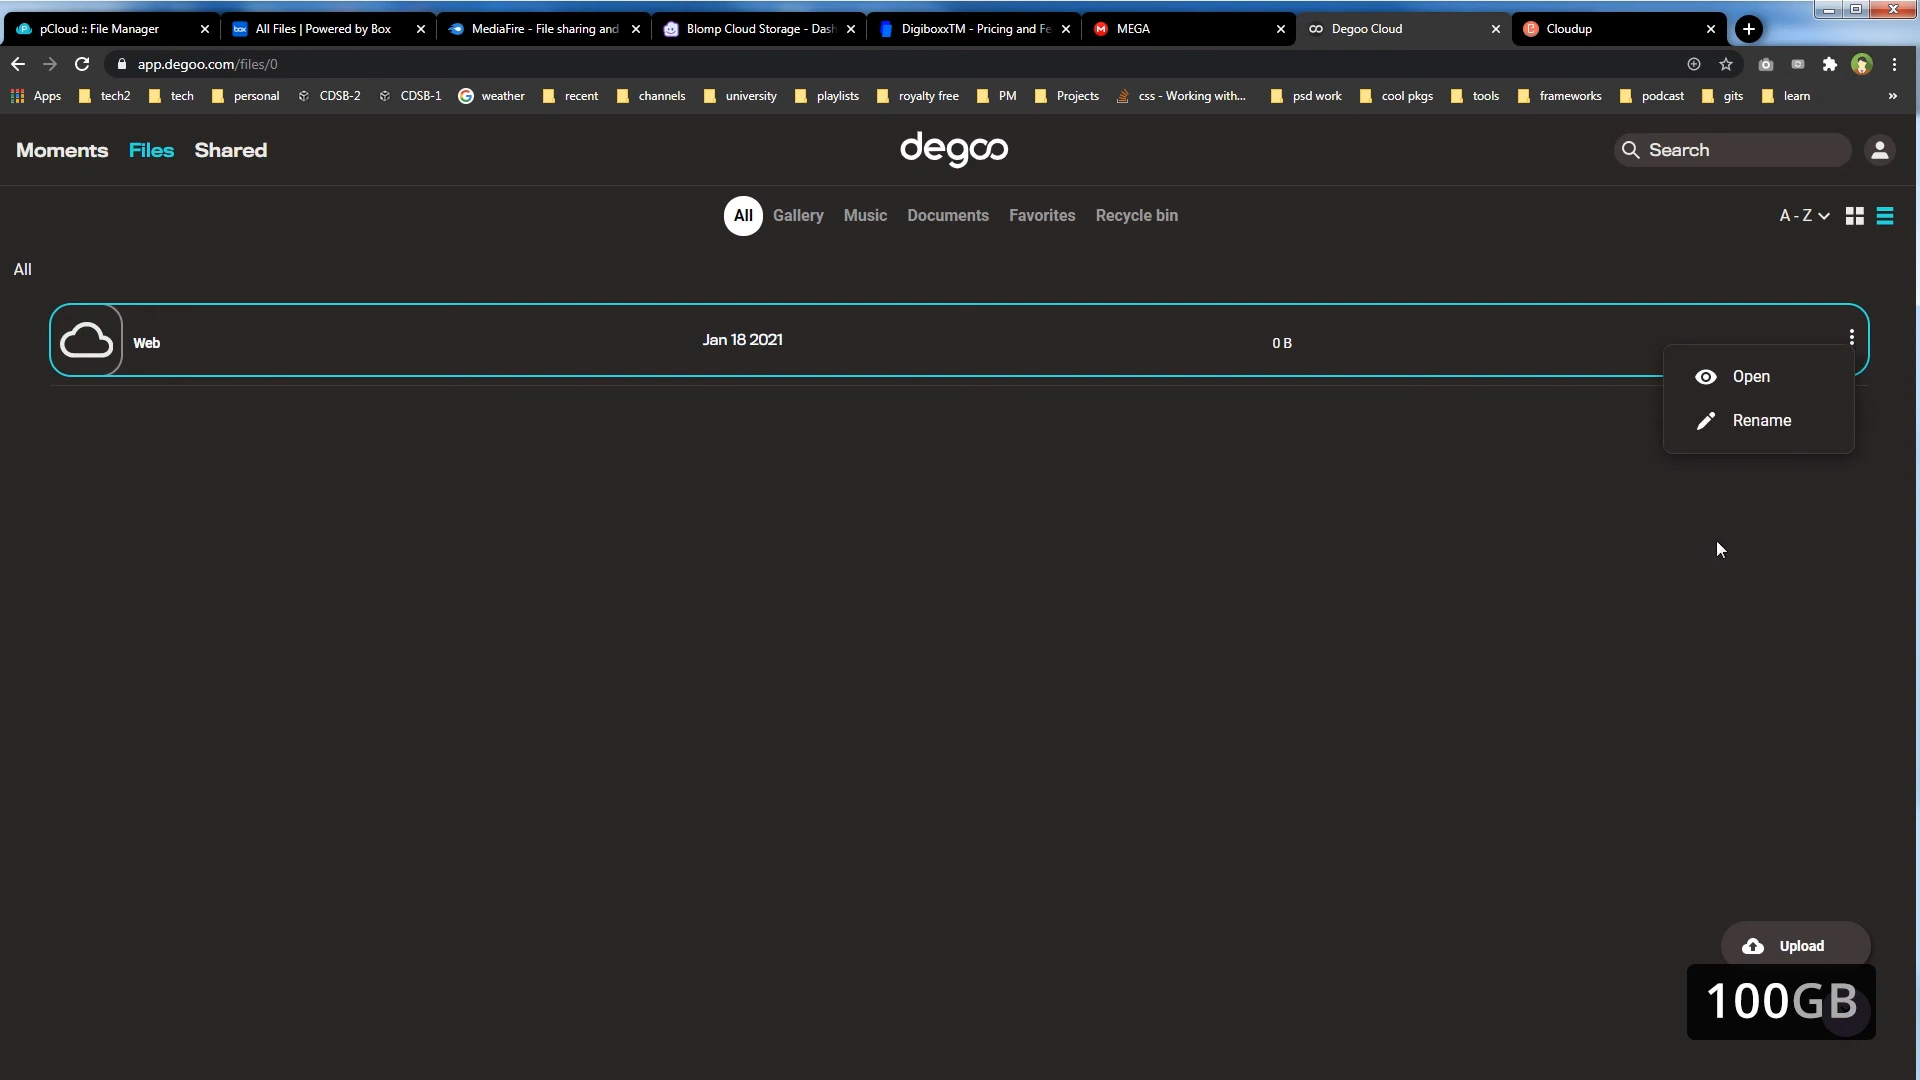 pCloud :: File Manager
All Files | Powered by Box
MediaFire - File sharing and
Blomp Cloud Storage - Dash
DigiboxxTM - Pricing and Fe
MEGA
Degoo Cloud
Cloudup
app.degoo.com/files/0
Apps
tech2
tech
personal
CDSB-2
CDSB-1
weather
recent
channels
university
playlists
royalty free
PM
Projects
css - Working with...
psd work
cool pkgs
tools
frameworks
podcast
gits
learn
»
Moments
Files
Shared
degoo
Search
All
Gallery
Music
Documents
Favorites
Recycle bin
A - Z
All
Web
Jan 18 2021
0 B
Open
Rename
Upload
100GB